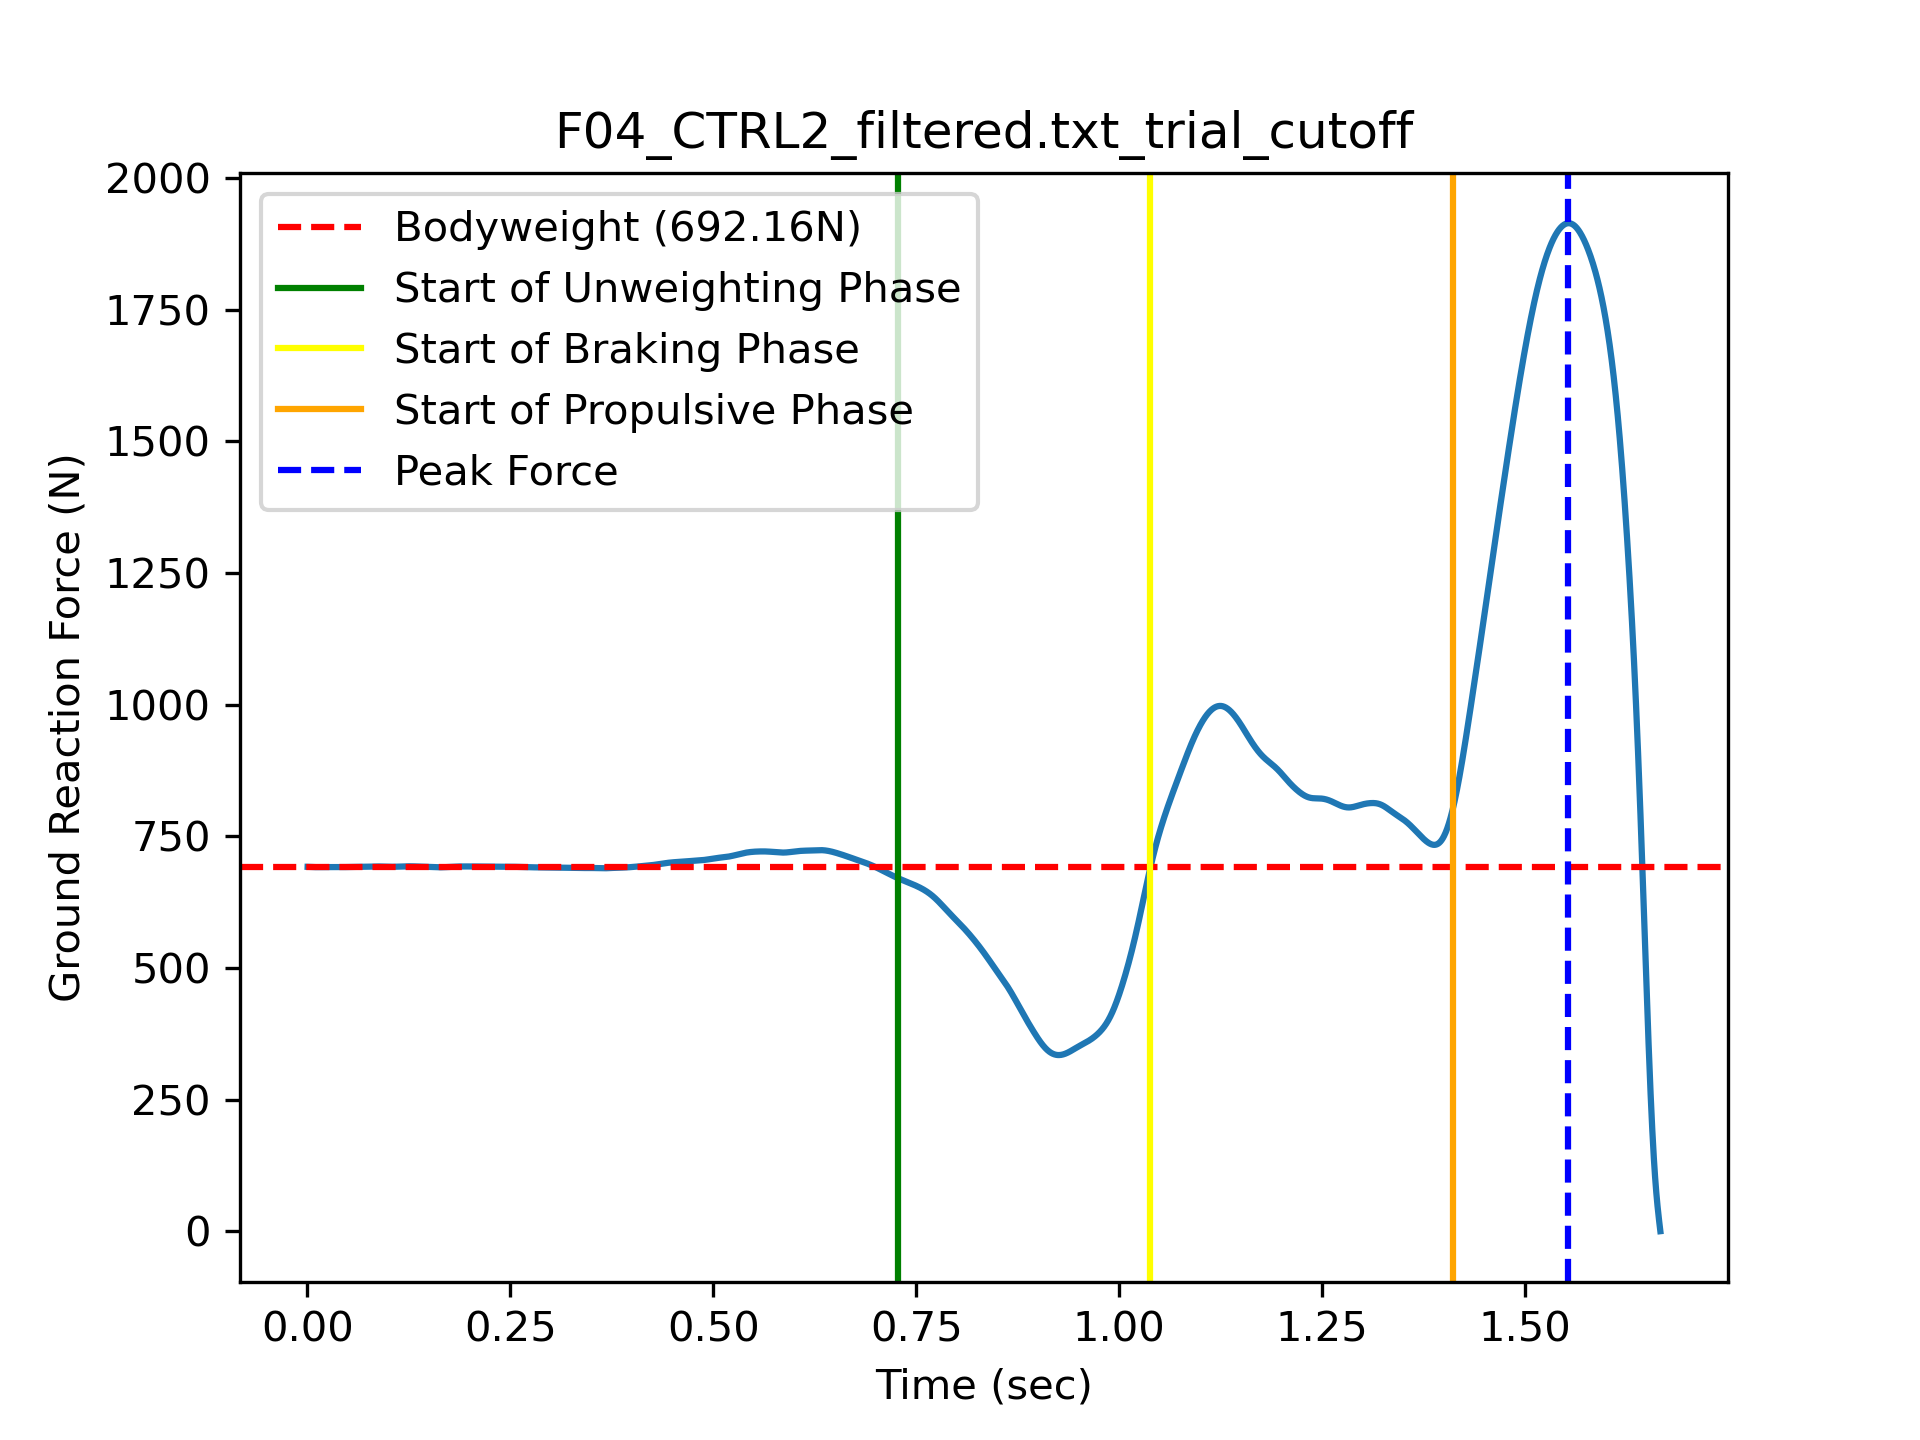 F04_CTRL2_filtered.txt_trial_cutoff
Bodyweight (692.16N)
Start of Unweighting Phase
Start of Braking Phase
Start of Propulsive Phase
Peak Force
Ground Reaction Force (N)
2000
1750
1500
1250
1000
750
500
250
0
0.00 0.25 0.50 0.75 1.00 1.25 1.50
Time (sec)